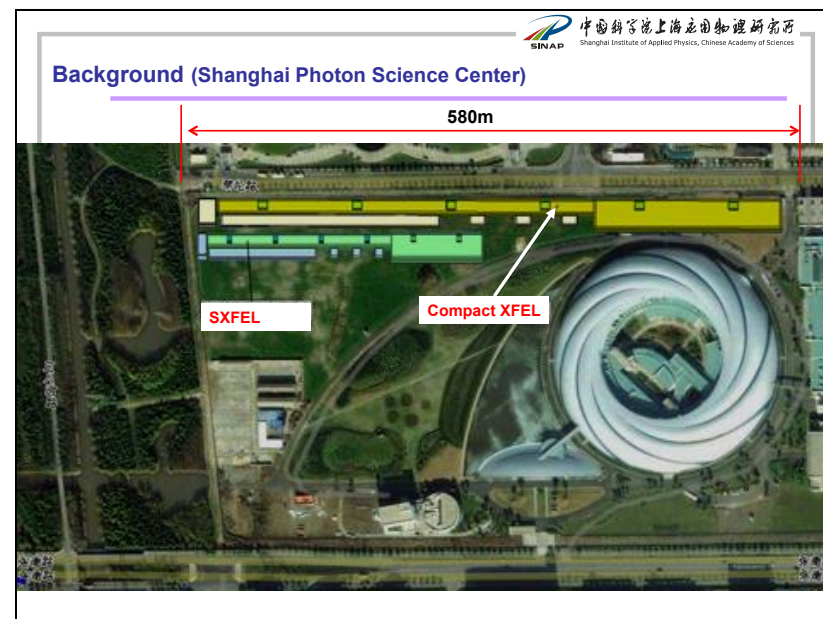 中国科学院上海应用物理研究所
SINAP
Shanghai Institute of Applied Physics, Chinese Academy of Sciences
Background (Shanghai Photon Science Center)
580m
SXFEL
Compact XFEL